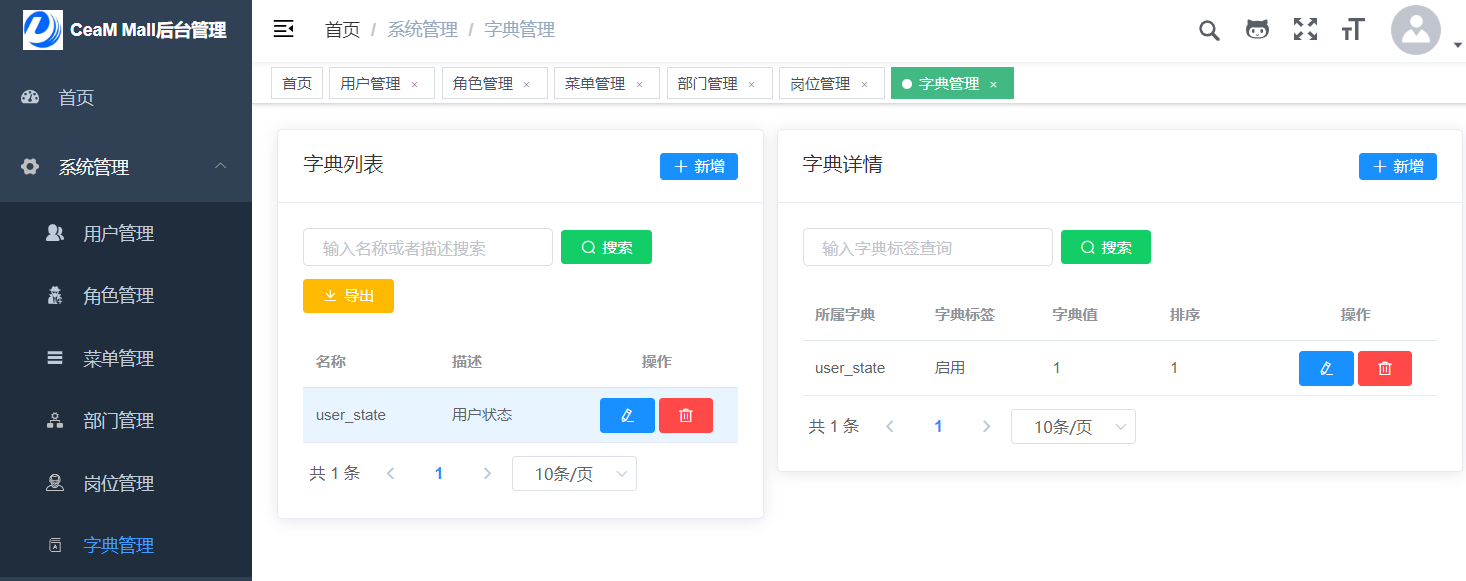 CeaM Mall后台管理
首页
系统管理
用户管理
角色管理
菜单管理
部门管理
岗位管理
字典管理
首页 / 系统管理 / 字典管理
首页 用户管理 × 角色管理 × 菜单管理 × 部门管理 × 岗位管理 × 字典管理 ×
字典列表 + 新增
输入名称或者描述搜索 搜索
导出
名称 描述 操作
user_state 用户状态
共 1 条 < 1 > 10条/页
字典详情 + 新增
输入字典标签查询 搜索
所属字典 字典标签 字典值 排序 操作
user_state 启用 1 1
共 1 条 < 1 > 10条/页